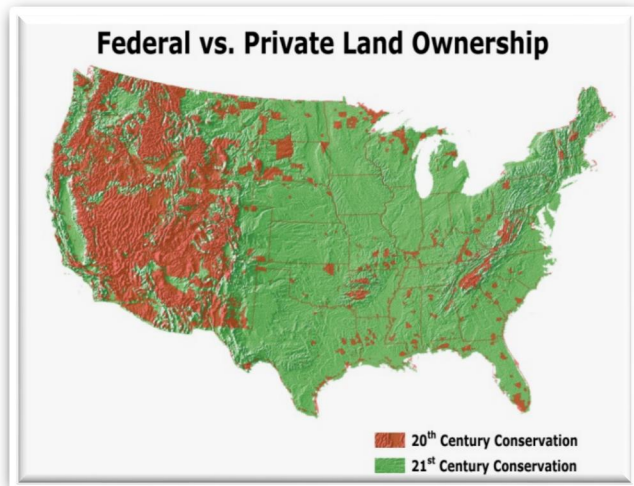 Federal vs. Private Land Ownership
20th Century Conservation
21st Century Conservation